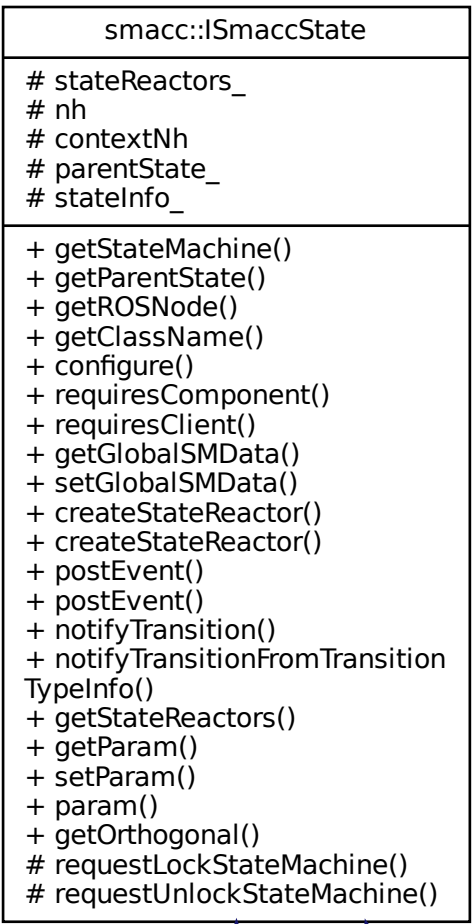 smacc::ISmaccState
# stateReactors_
# nh
# contextNh
# parentState_
# stateInfo_
+ getStateMachine()
+ getParentState()
+ getROSNode()
+ getClassName()
+ configure()
+ requiresComponent()
+ requiresClient()
+ getGlobalSMData()
+ setGlobalSMData()
+ createStateReactor()
+ createStateReactor()
+ postEvent()
+ postEvent()
+ notifyTransition()
+ notifyTransitionFromTransition
TypeInfo()
+ getStateReactors()
+ getParam()
+ setParam()
+ param()
+ getOrthogonal()
# requestLockStateMachine()
# requestUnlockStateMachine()